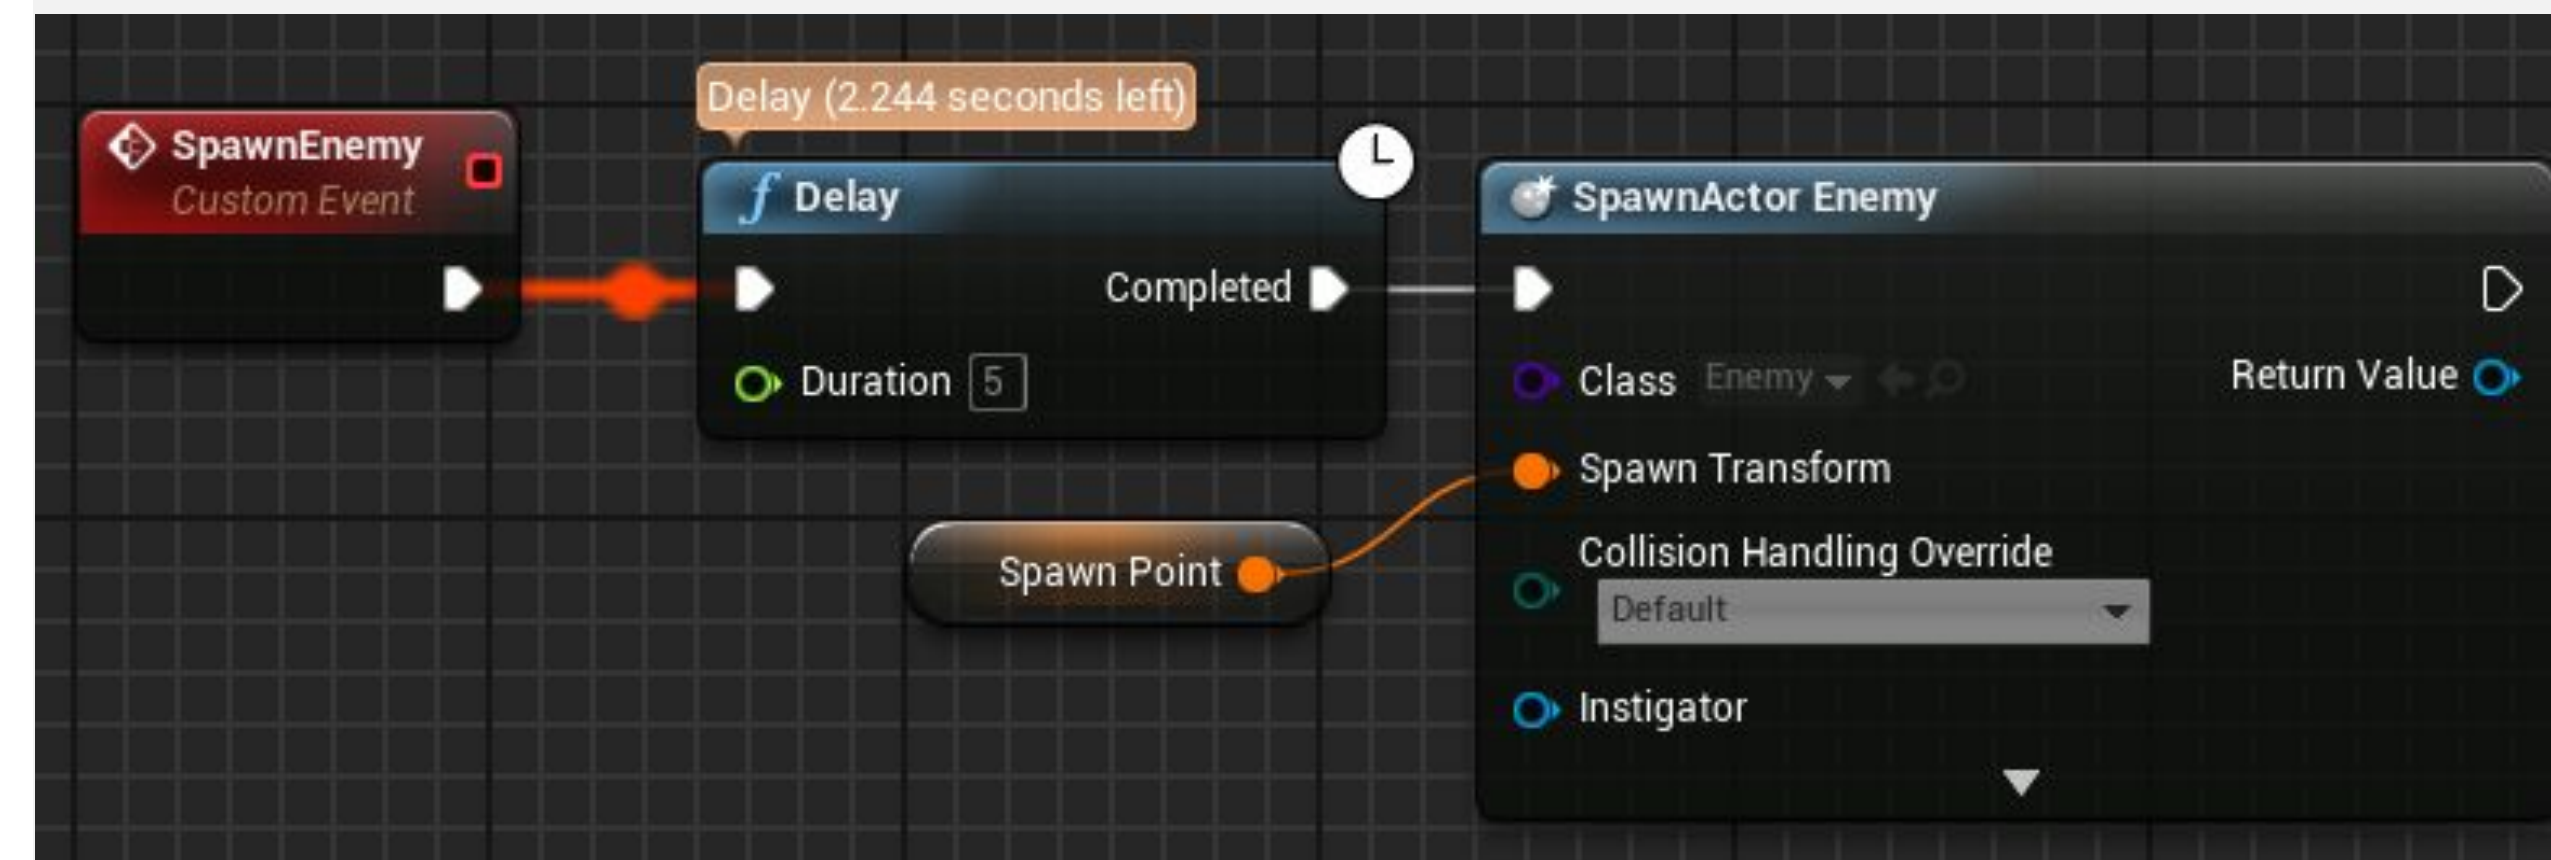 Delay (2.244 seconds left)
SpawnEnemy
Custom Event
f Delay
SpawnActor Enemy
Completed
Duration 5
Class Enemy
Return Value
Spawn Transform
Spawn Point
Collision Handling Override
Default
Instigator